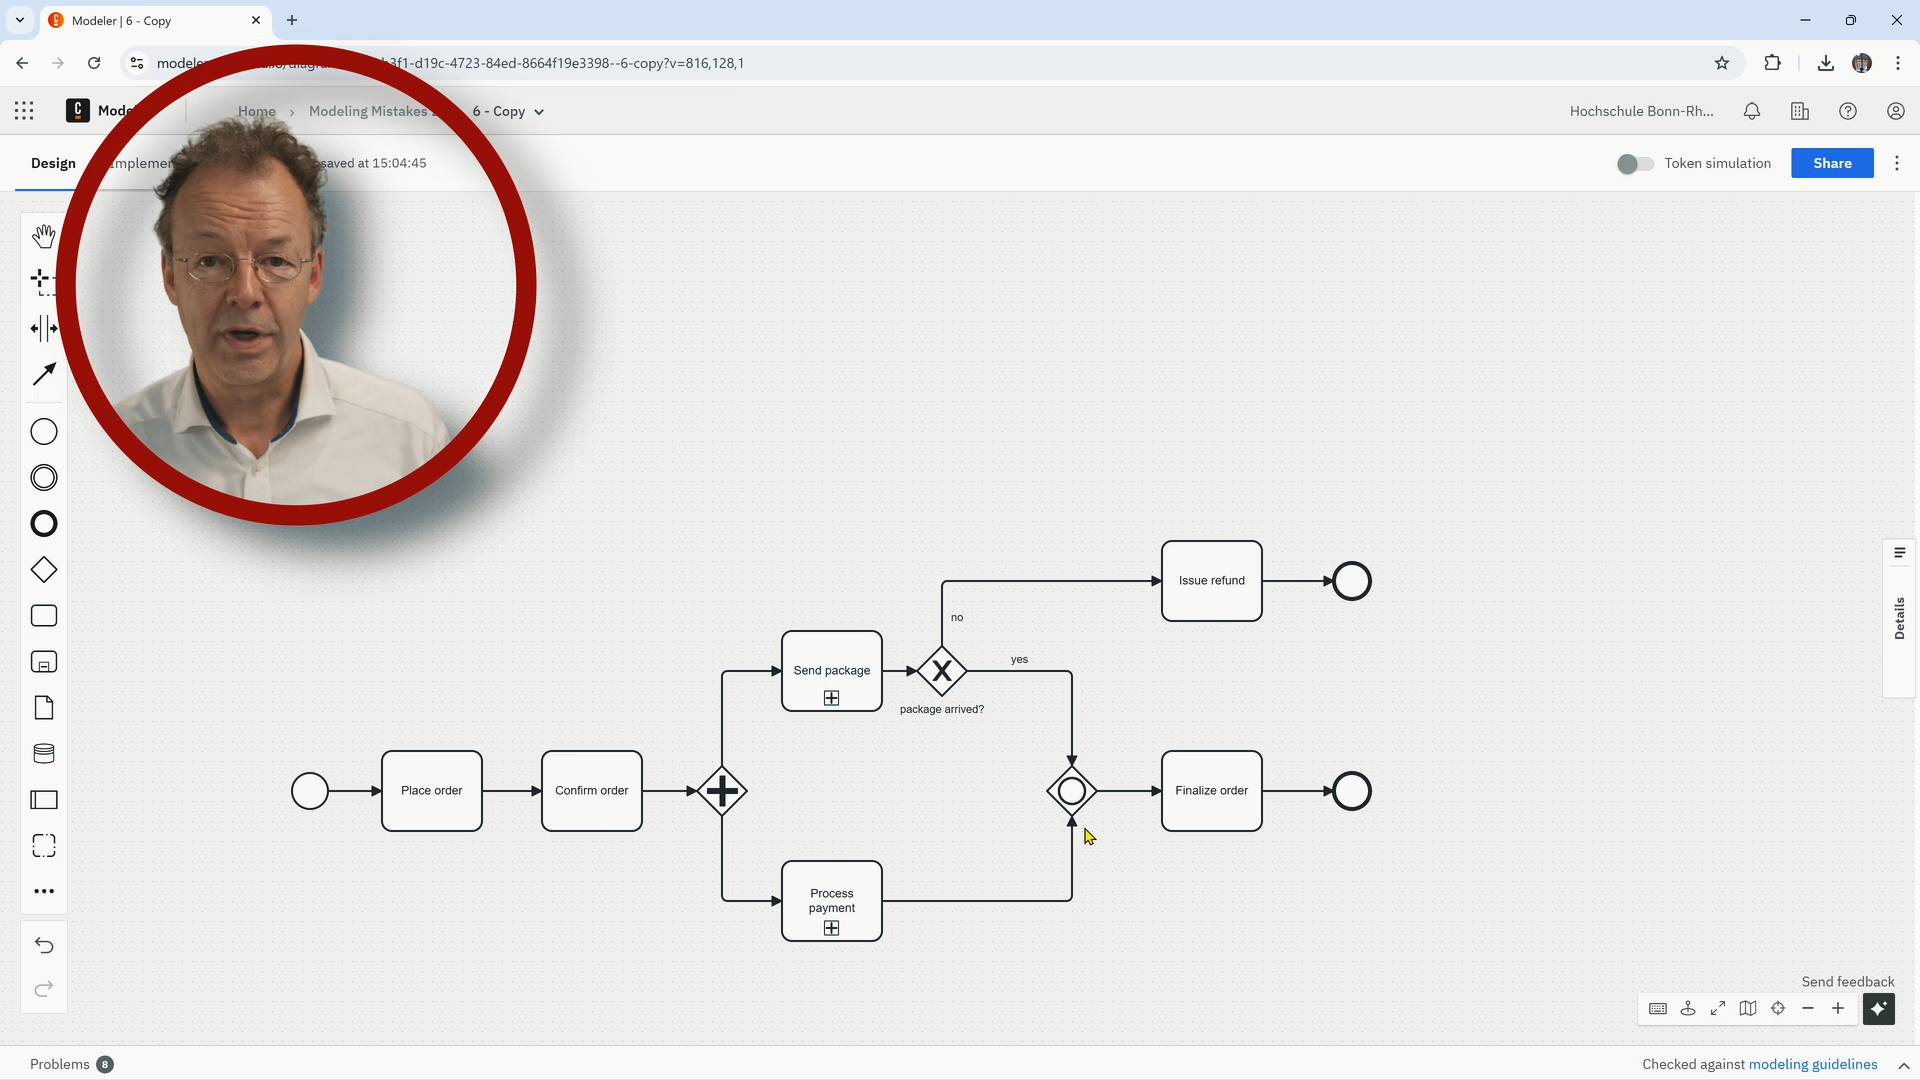 Modeler | 6 - Copy
b3f1-d19c-4723-84ed-8664f19e3398--6-copy?v=816,128,1
Home
Modeling Mistakes
6 - Copy
Hochschule Bonn-Rh...
Design
saved at 15:04:45
Token simulation
Share
Issue refund
no
yes
Send package
package arrived?
Place order
Confirm order
Finalize order
Process
payment
Details
Send feedback
Problems 8
Checked against modeling guidelines